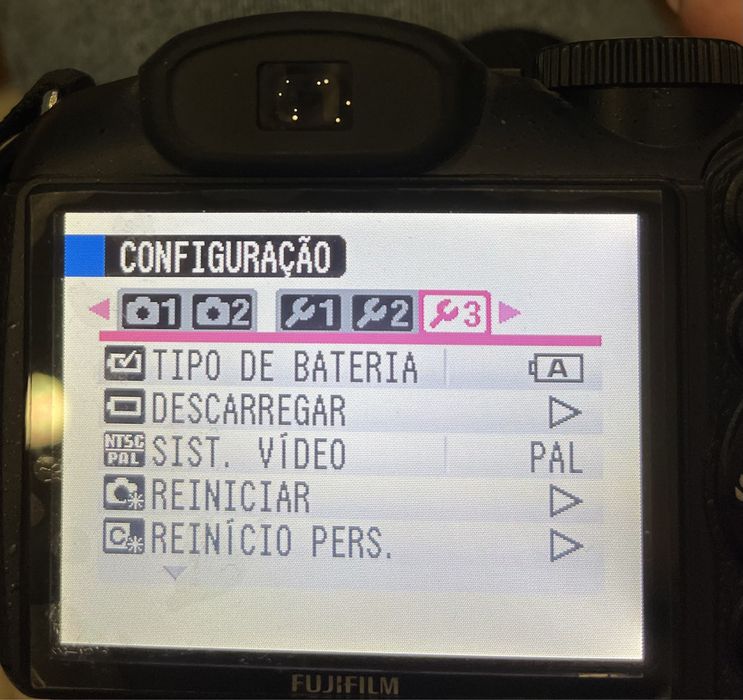 CONFIGURAÇÃO
1 2 1 2 3
TIPO DE BATERIA A
DESCARREGAR
NTSC PAL SIST. VÍDEO PAL
REINICIAR
C REINÍCIO PERS.
FUJIFILM